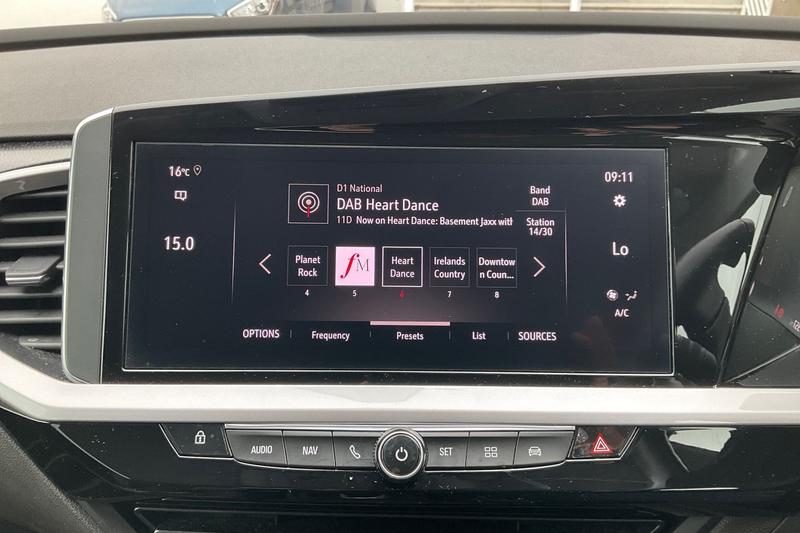 16°C
09:11
15.0
Lo
A/C
D1 National
DAB Heart Dance
11D Now on Heart Dance: Basement Jaxx with
Band
DAB
Station
14/30
Planet
Rock
fM
Heart
Dance
Irelands
Country
Downtow
n Coun...
4
5
6
7
8
OPTIONS
Frequency
Presets
List
SOURCES
AUDIO
NAV
SET